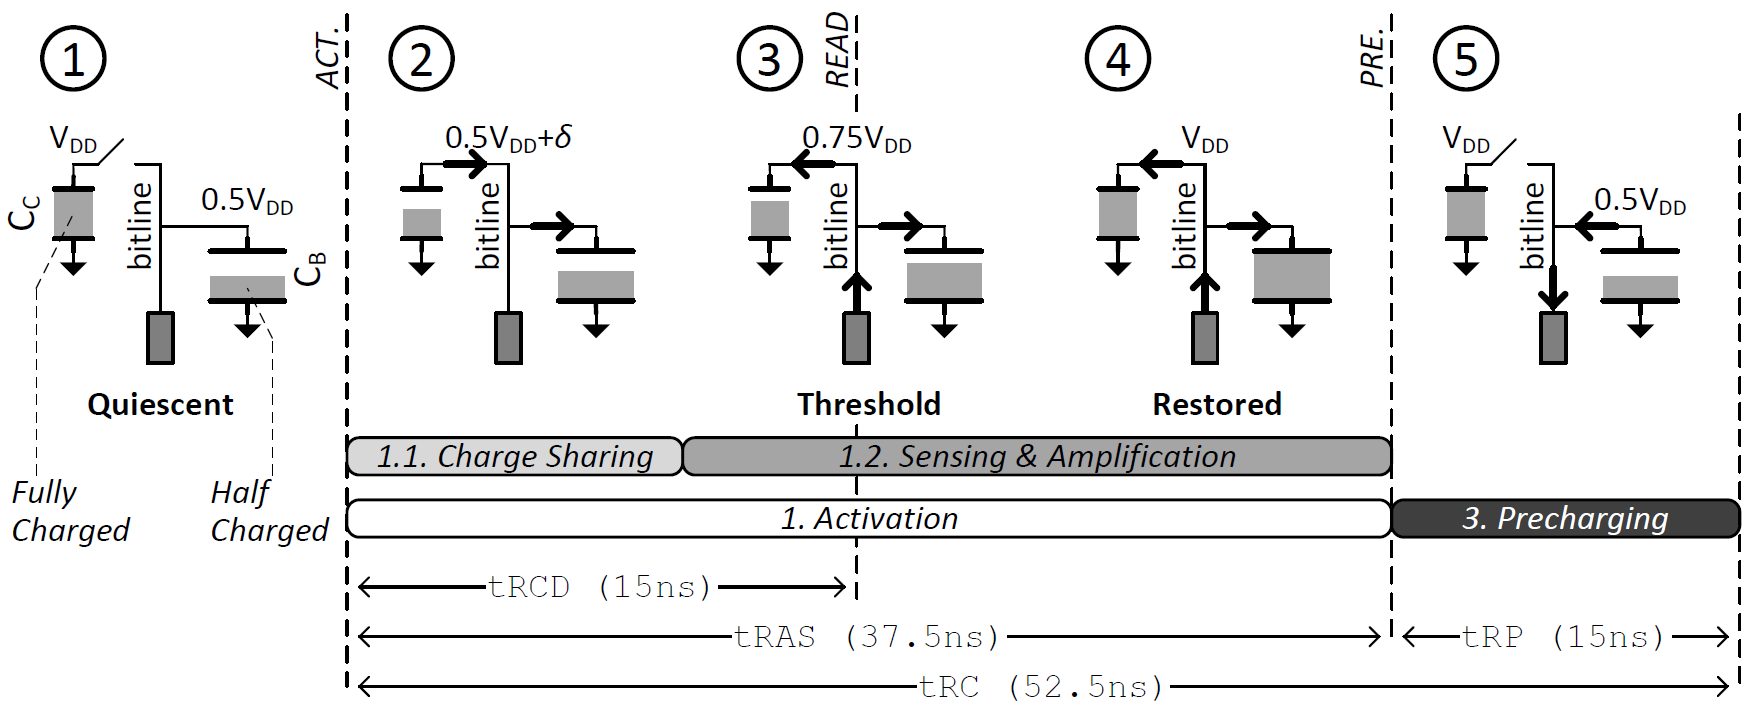 1
ACT.
2
3
READ
4
PRE.
5
VDD
0.5VDD+δ
0.75VDD
VDD
VDD
CC
bitline
0.5VDD
CB
bitline
bitline
bitline
bitline
0.5VDD
Quiescent
Threshold
Restored
1.1. Charge Sharing
1.2. Sensing & Amplification
Fully
Charged
Half
Charged
1. Activation
3. Precharging
tRCD (15ns)
tRAS (37.5ns)
tRP (15ns)
tRC (52.5ns)